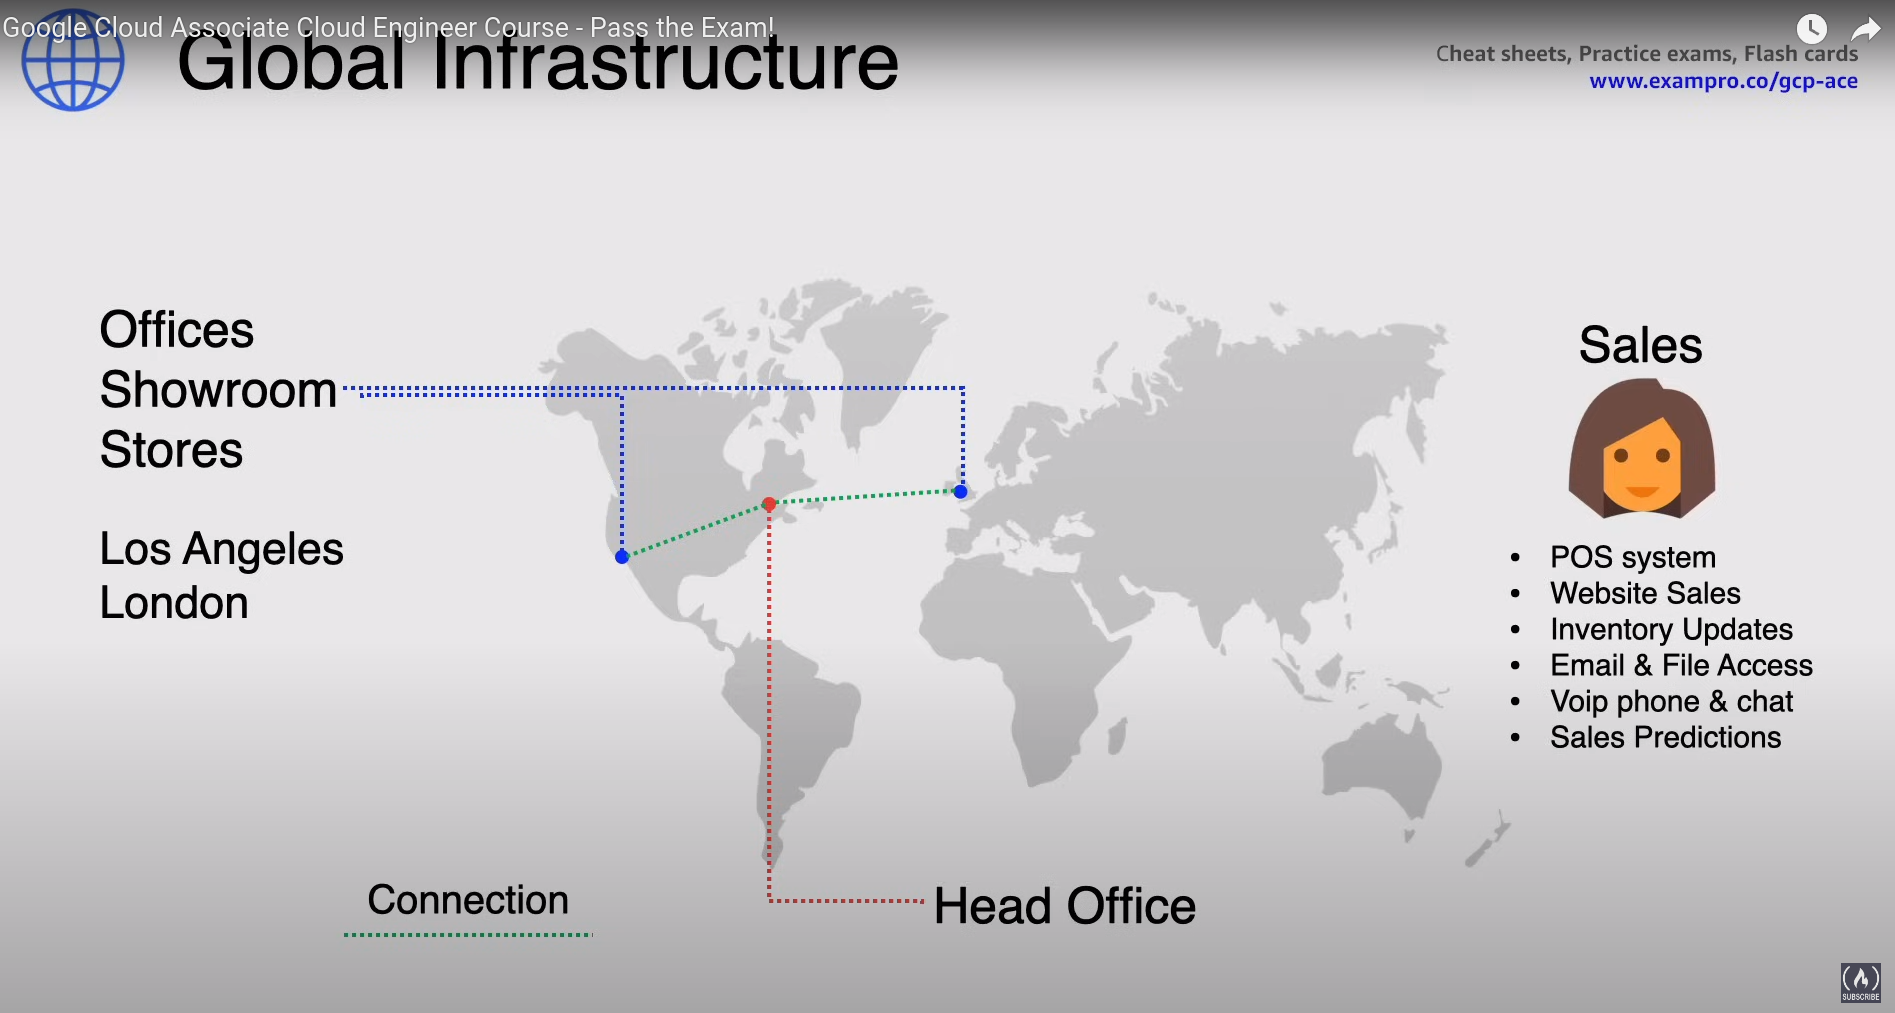 Google Cloud Associate Cloud Engineer Course - Pass the Exam!
Global Infrastructure
Cheat sheets, Practice exams, Flash cards
www.exampro.co/gcp-ace
Offices
Showroom
Stores
Los Angeles
London
Sales
• POS system
• Website Sales
• Inventory Updates
• Email & File Access
• Voip phone & chat
• Sales Predictions
Connection
Head Office
SUBSCRIBE